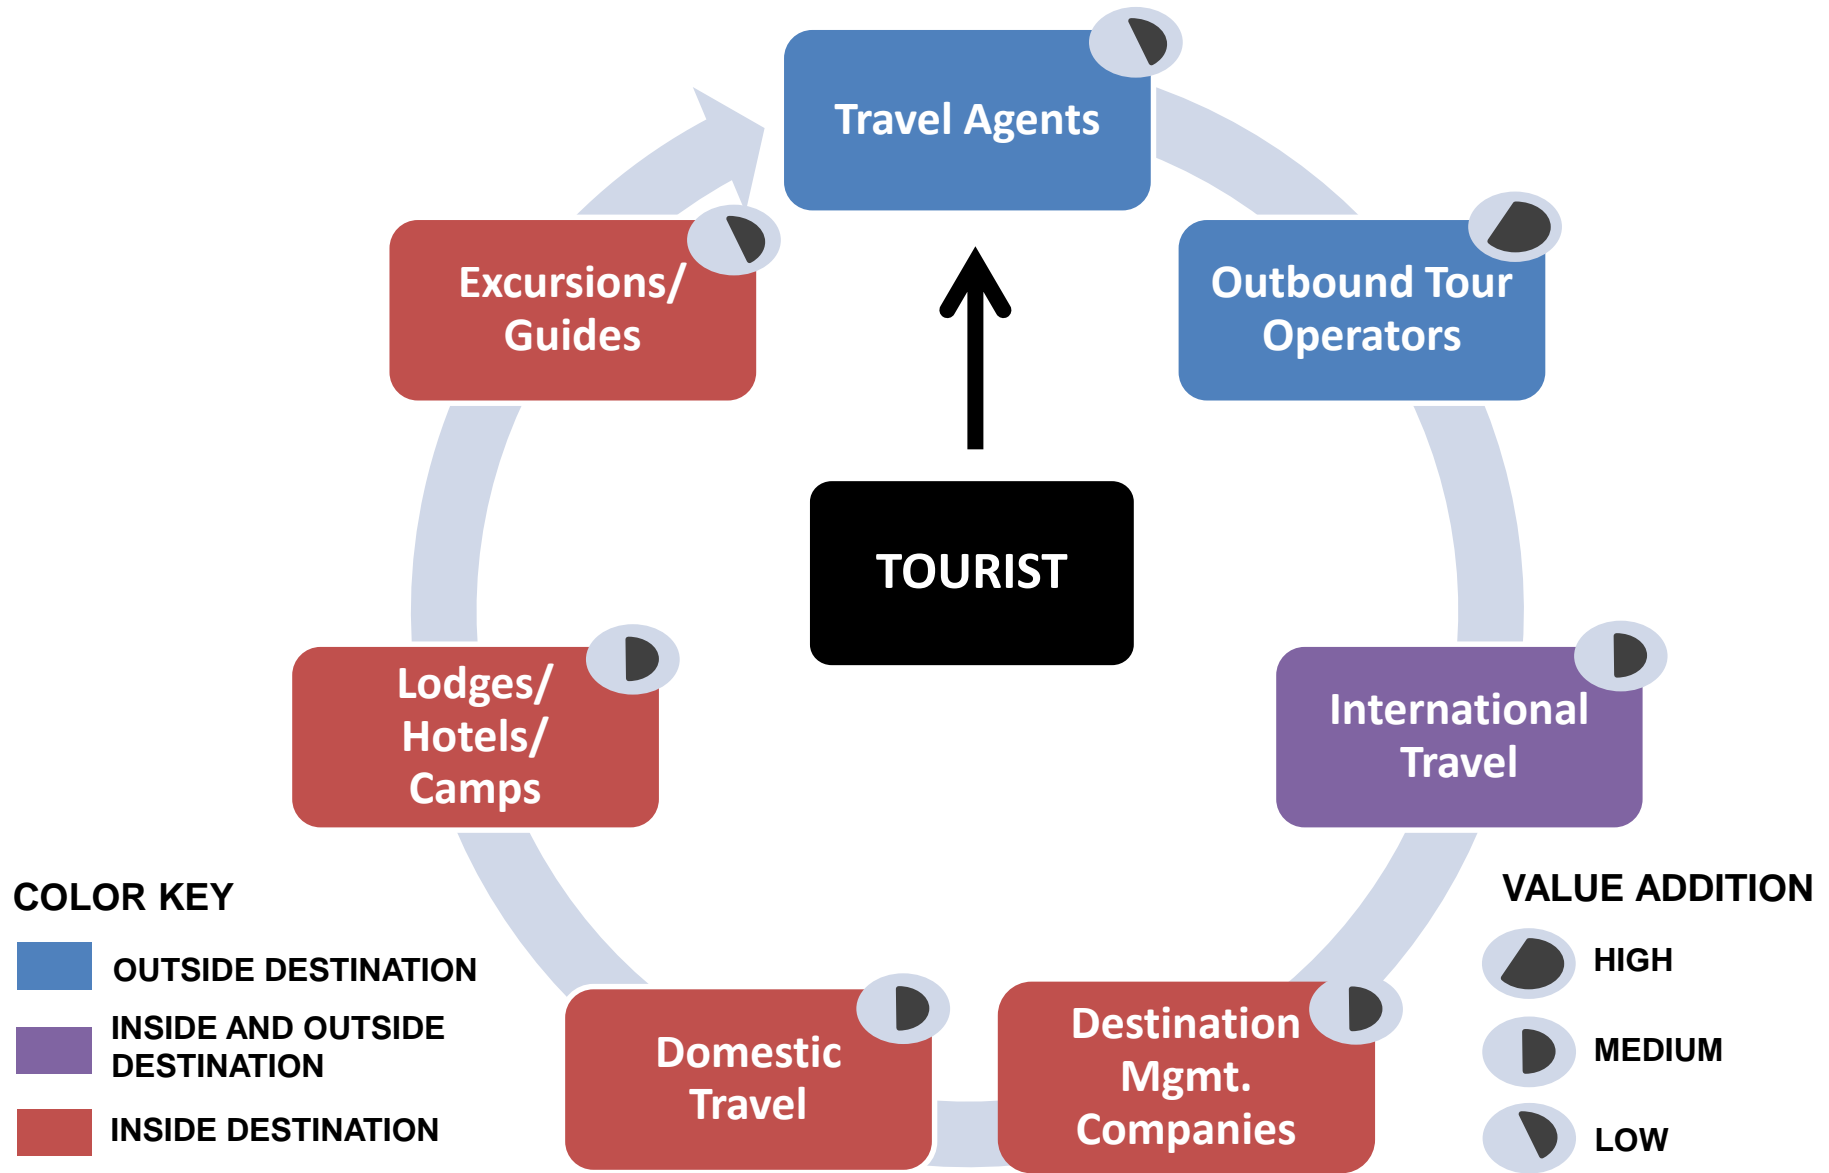 Travel Agents
Outbound Tour
Operators
International
Travel
Destination
Mgmt.
Companies
Domestic
Travel
Lodges/
Hotels/
Camps
Excursions/
Guides
TOURIST
COLOR KEY
OUTSIDE DESTINATION
INSIDE AND OUTSIDE
DESTINATION
INSIDE DESTINATION
VALUE ADDITION
HIGH
MEDIUM
LOW